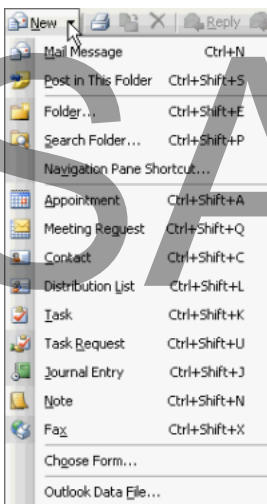 New Reply
Mail Message Ctrl+N
Post in This Folder Ctrl+Shift+S
Folder... Ctrl+Shift+E
Search Folder... Ctrl+Shift+P
Navigation Pane Shortcut...
Appointment Ctrl+Shift+A
Meeting Request Ctrl+Shift+Q
Contact Ctrl+Shift+C
Distribution List Ctrl+Shift+L
Task Ctrl+Shift+K
Task Request Ctrl+Shift+U
Journal Entry Ctrl+Shift+J
Note Ctrl+Shift+N
Fax Ctrl+Shift+X
Choose Form...
Outlook Data File...
SA